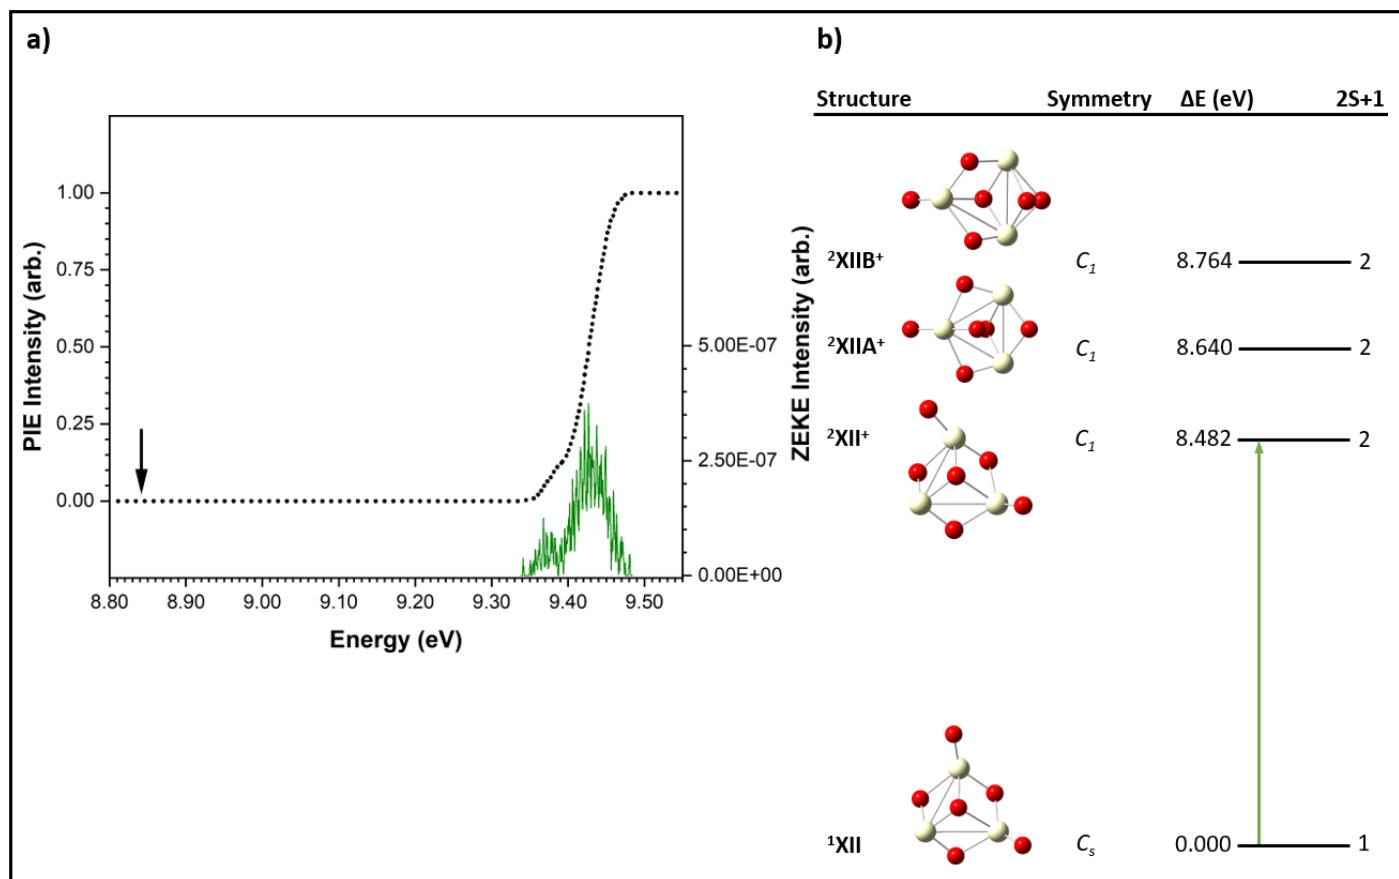 a)
PIE Intensity (arb.)
1.00
0.75
0.50
0.25
0.00
8.80 8.90 9.00 9.10 9.20 9.30 9.40 9.50
Energy (eV)
5.00E-07
2.50E-07
0.00E+00
ZEKE Intensity (arb.)
b)
Structure Symmetry ΔE (eV) 2S+1
²XIIB⁺ C₁ 8.764 2
²XIIA⁺ C₁ 8.640 2
²XII⁺ C₁ 8.482 2
¹XII Cₛ 0.000 1